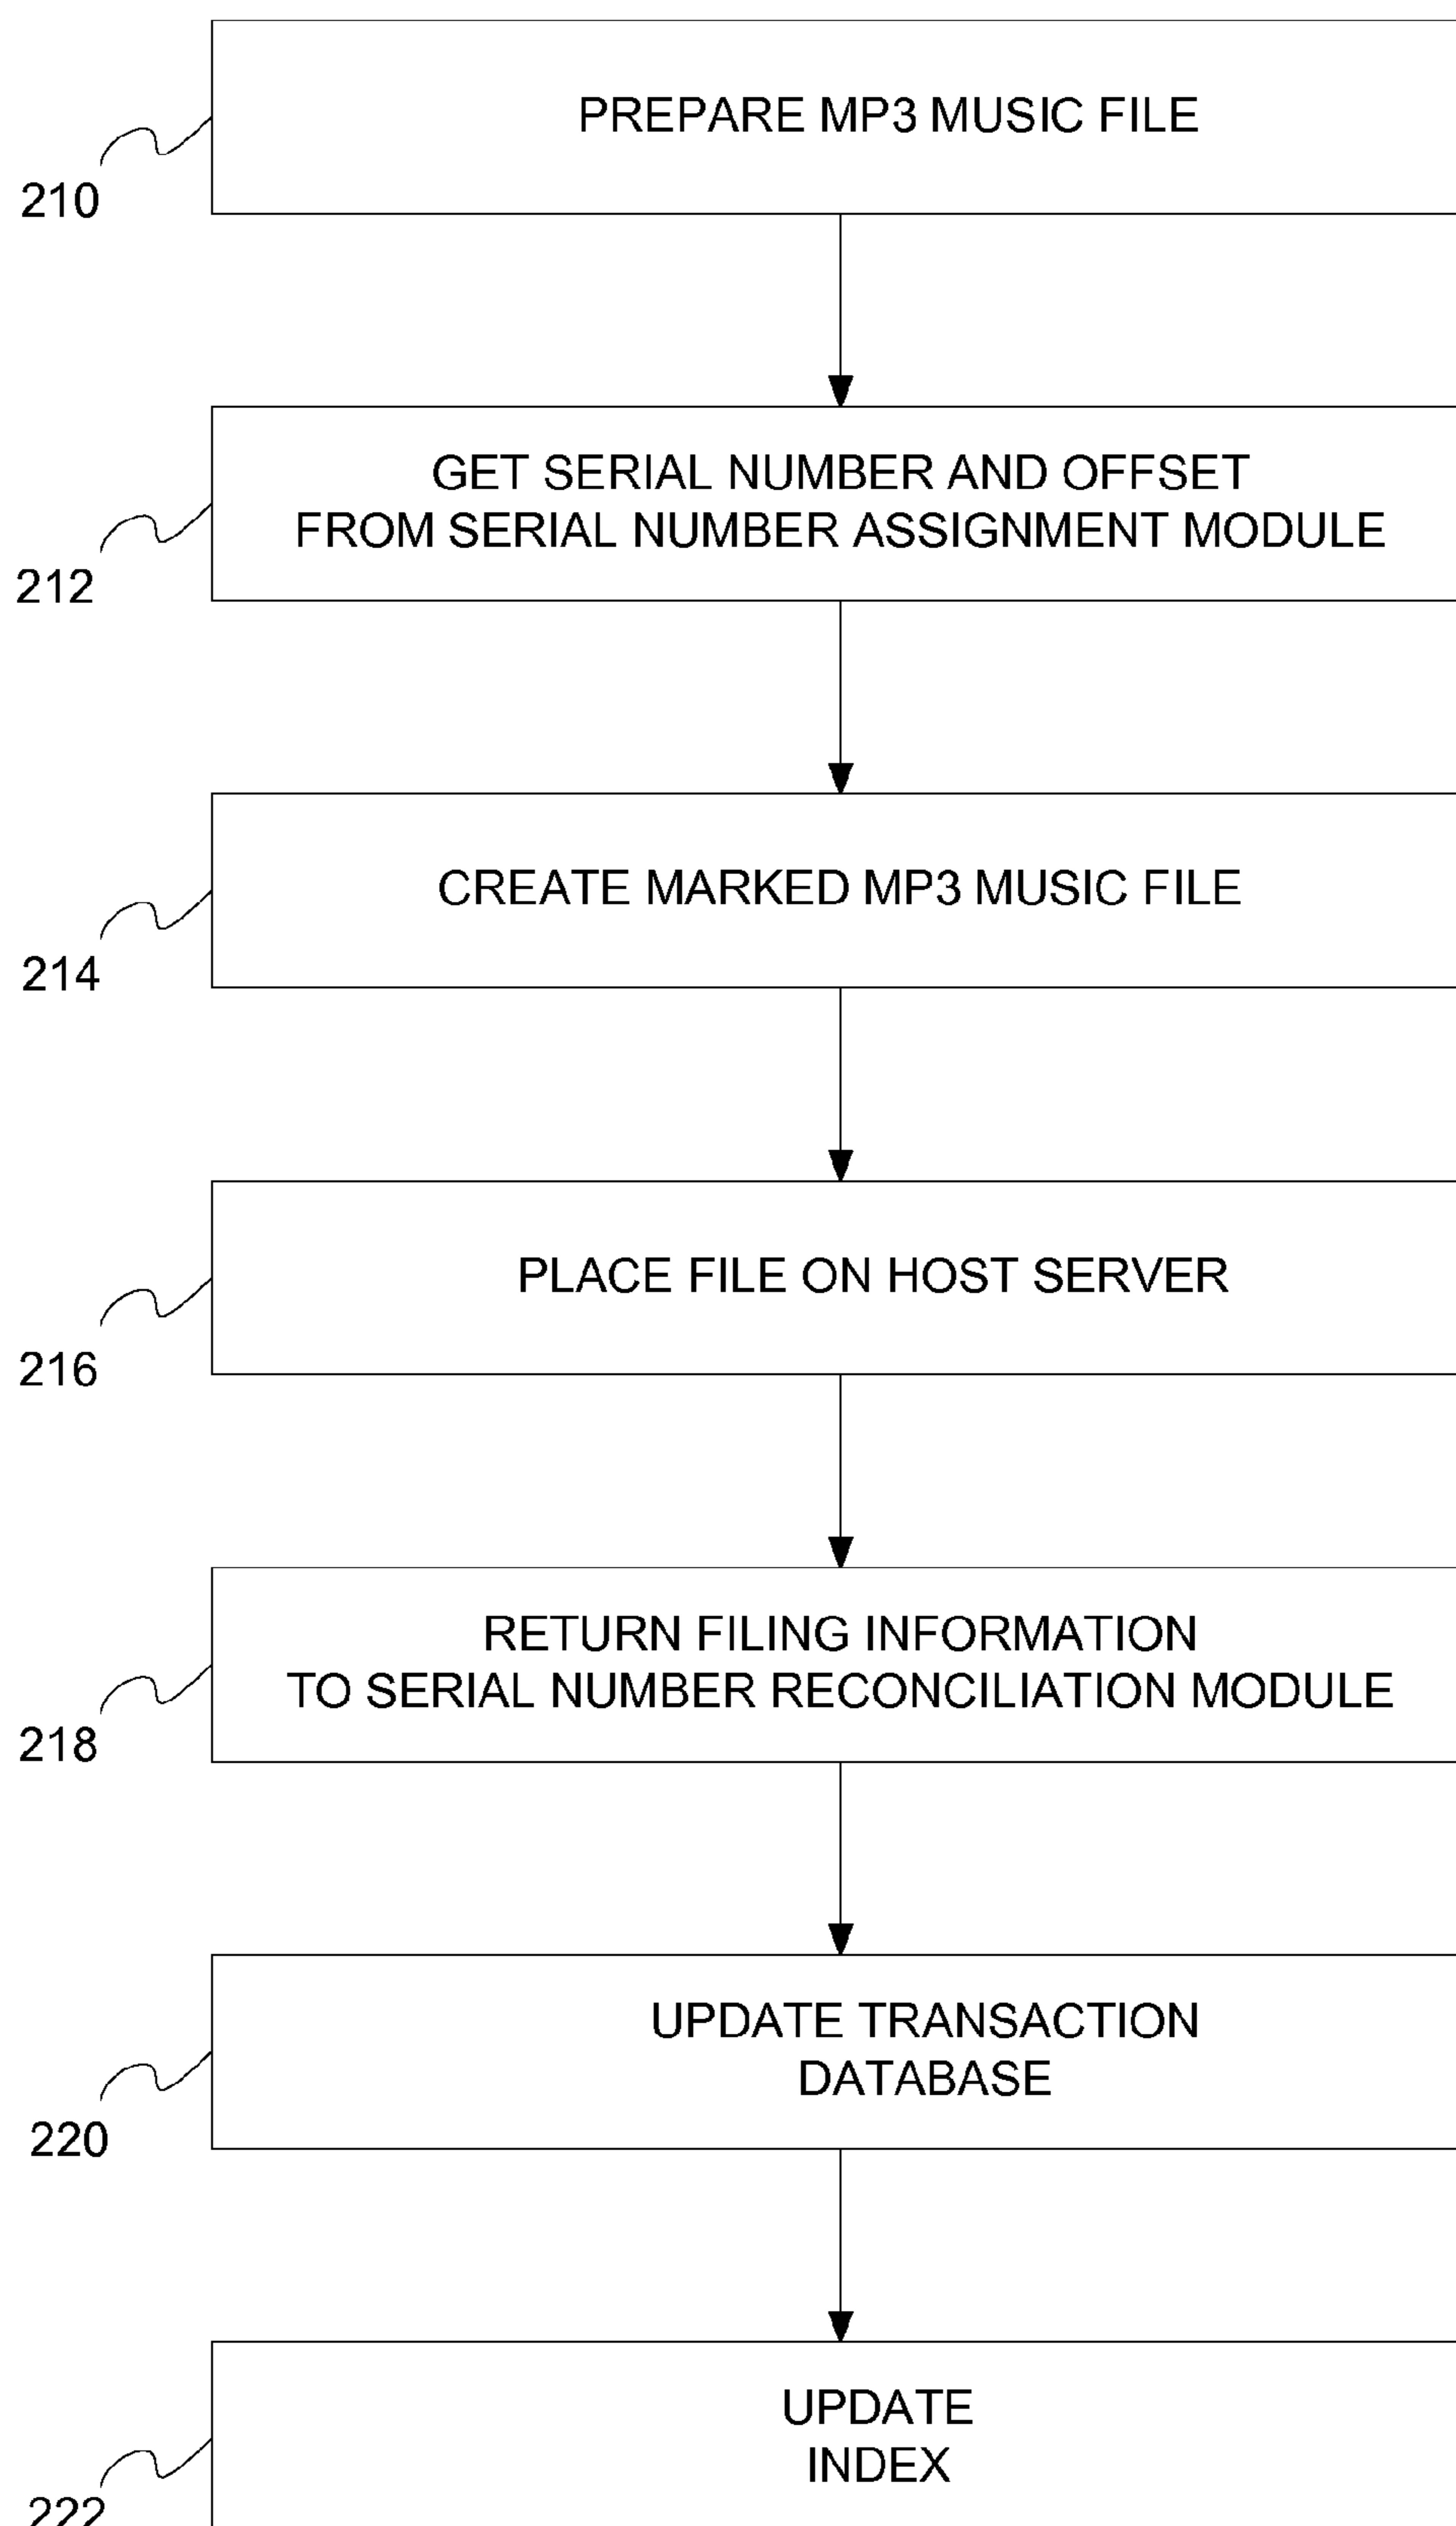 PREPARE MP3 MUSIC FILE
210
GET SERIAL NUMBER AND OFFSET
FROM SERIAL NUMBER ASSIGNMENT MODULE
212
CREATE MARKED MP3 MUSIC FILE
214
PLACE FILE ON HOST SERVER
216
RETURN FILING INFORMATION
TO SERIAL NUMBER RECONCILIATION MODULE
218
UPDATE TRANSACTION
DATABASE
220
UPDATE
INDEX
222